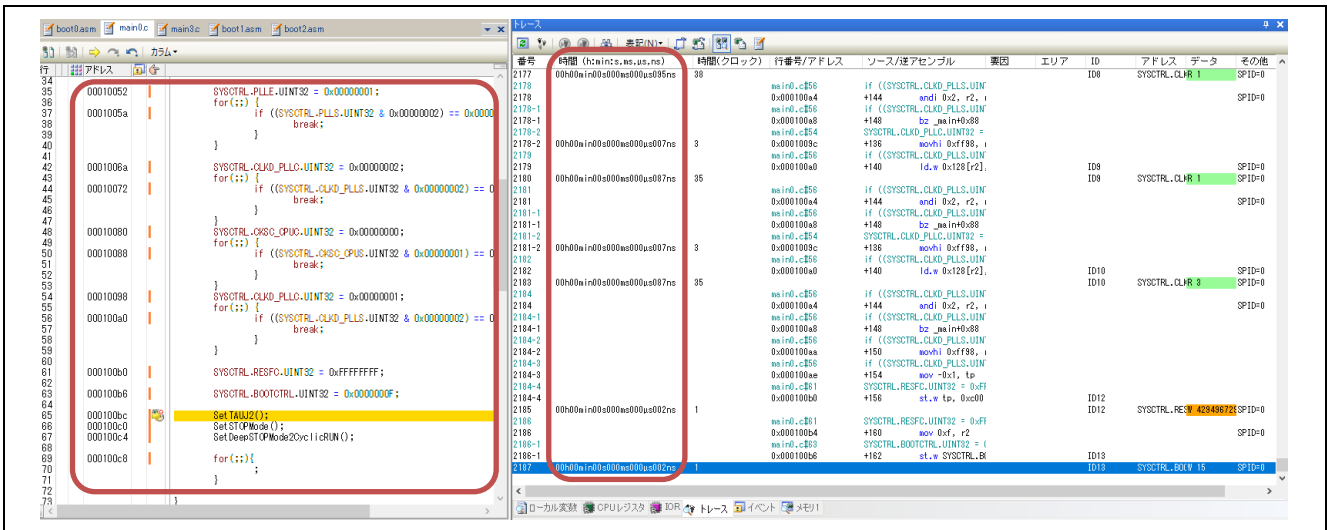 boot0.asm main0.c main3.c boot1.asm boot2.asm
カラム
行 アドレス
34
35 00010052 SYSCTRL.PLLE.UINT32 = 0x00000001;
36 for(;;) {
37 0001005a if ((SYSCTRL.PLLS.UINT32 & 0x00000002) == 0x0000
38 break;
39 }
40 }
41
42 0001006a SYSCTRL.CLKD_PLLC.UINT32 = 0x00000002;
43 for(;;) {
44 00010072 if ((SYSCTRL.CLKD_PLLS.UINT32 & 0x00000002) == 0
45 break;
46 }
47 }
48 00010080 SYSCTRL.CKSC_CPUC.UINT32 = 0x00000000;
49 for(;;) {
50 00010088 if ((SYSCTRL.CKSC_CPUS.UINT32 & 0x00000001) == 0
51 break;
52 }
53 }
54 00010098 SYSCTRL.CLKD_PLLC.UINT32 = 0x00000001;
55 for(;;) {
56 000100a0 if ((SYSCTRL.CLKD_PLLS.UINT32 & 0x00000002) == 0
57 break;
58 }
59 }
60
61 000100b0 SYSCTRL.RESFC.UINT32 = 0xFFFFFFFF;
62
63 000100b6 SYSCTRL.BOOTCTRL.UINT32 = 0x0000000F;
64
65 000100bc SetTAUJ2();
66 000100c0 SetSTOPMode();
67 000100c4 SetDeepSTOPMode2CyclicRUN();
68
69 000100c8 for(;;){
70 ;
71 }
72
73 }
トレース
表記(N)
番号 時間 (h:min:s,ms,μs,ns) 時間(クロック) 行番号/アドレス ソース/逆アセンブル 要因 エリア ID アドレス データ その他
2177 00h00min00s000ms000μs095ns 38 ID8 SYSCTRL.CLK R 1 SPID=0
2178 main0.c#56 if ((SYSCTRL.CLKD_PLLS.UIN
2178 0x000100a4 +144 andi 0x2, r2, SPID=0
2178-1 main0.c#56 if ((SYSCTRL.CLKD_PLLS.UIN
2178-1 0x000100a8 +148 bz _main+0x88
2178-2 main0.c#54 SYSCTRL.CLKD_PLLC.UINT32 =
2178-2 00h00min00s000ms000μs007ns 3 0x0001009c +136 movhi 0xff98,
2179 main0.c#56 if ((SYSCTRL.CLKD_PLLS.UIN
2179 0x000100a0 +140 ld.w 0x128[r2], ID9 SPID=0
2180 00h00min00s000ms000μs087ns 35 ID9 SYSCTRL.CLK R 1 SPID=0
2181 main0.c#56 if ((SYSCTRL.CLKD_PLLS.UIN
2181 0x000100a4 +144 andi 0x2, r2, SPID=0
2181-1 main0.c#56 if ((SYSCTRL.CLKD_PLLS.UIN
2181-1 0x000100a8 +148 bz _main+0x88
2181-2 main0.c#54 SYSCTRL.CLKD_PLLC.UINT32 =
2181-2 00h00min00s000ms000μs007ns 3 0x0001009c +136 movhi 0xff98,
2182 main0.c#56 if ((SYSCTRL.CLKD_PLLS.UIN
2182 0x000100a0 +140 ld.w 0x128[r2], ID10 SPID=0
2183 00h00min00s000ms000μs087ns 35 ID10 SYSCTRL.CLK R 3 SPID=0
2184 main0.c#56 if ((SYSCTRL.CLKD_PLLS.UIN
2184 0x000100a4 +144 andi 0x2, r2, SPID=0
2184-1 main0.c#56 if ((SYSCTRL.CLKD_PLLS.UIN
2184-1 0x000100a8 +148 bz _main+0x88
2184-2 main0.c#56 if ((SYSCTRL.CLKD_PLLS.UIN
2184-2 0x000100aa +150 movhi 0xff98,
2184-3 main0.c#56 if ((SYSCTRL.CLKD_PLLS.UIN
2184-3 0x000100ae +154 mov -0x1, tp
2184-4 main0.c#61 SYSCTRL.RESFC.UINT32 = 0xFF
2184-4 0x000100b0 +156 st.w tp, 0xc00 ID12
2185 00h00min00s000ms000μs002ns 1 ID12 SYSCTRL.RES W 429496729 SPID=0
2186 main0.c#61 SYSCTRL.RESFC.UINT32 = 0xFF
2186 0x000100b4 +160 mov 0xf, r2 SPID=0
2186-1 main0.c#63 SYSCTRL.BOOTCTRL.UINT32 = (
2186-1 0x000100b6 +162 st.w SYSCTRL.B ID13
2187 00h00min00s000ms000μs002ns 1 ID13 SYSCTRL.BOO W 15 SPID=0
ローカル変数 CPUレジスタ IOR トレース イベント メモリ1